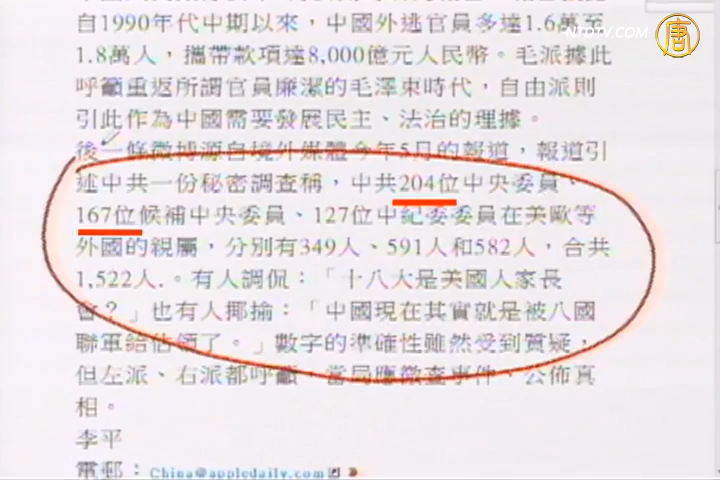 自1990年代中期以來，中國外逃官員多達1.6萬至
1.8萬人，攜帶款項達8,000億元人民幣。毛派據此
呼籲重返所謂官員廉潔的毛澤東時代，自由派則
引此作為中國需要發展民主、法治的理據。
後一條微博源自境外媒體今年5月的報道，報道引
述中共一份秘密調查稱，中共204位中央委員、
167位候補中央委員、127位中紀委委員在美歐等
外國的親屬，分別有349人、591人和582人，合共
1,522人.。有人調侃：「十八大是美國人家長
會？」也有人揶揄：「中國現在其實就是被八國
聯軍給佔領了。」數字的準確性雖然受到質疑，
但左派、右派都呼籲，當局應徹查事件、公佈真
相。
李平
電郵：China@appledaily.com
NTDTV.COM
唐